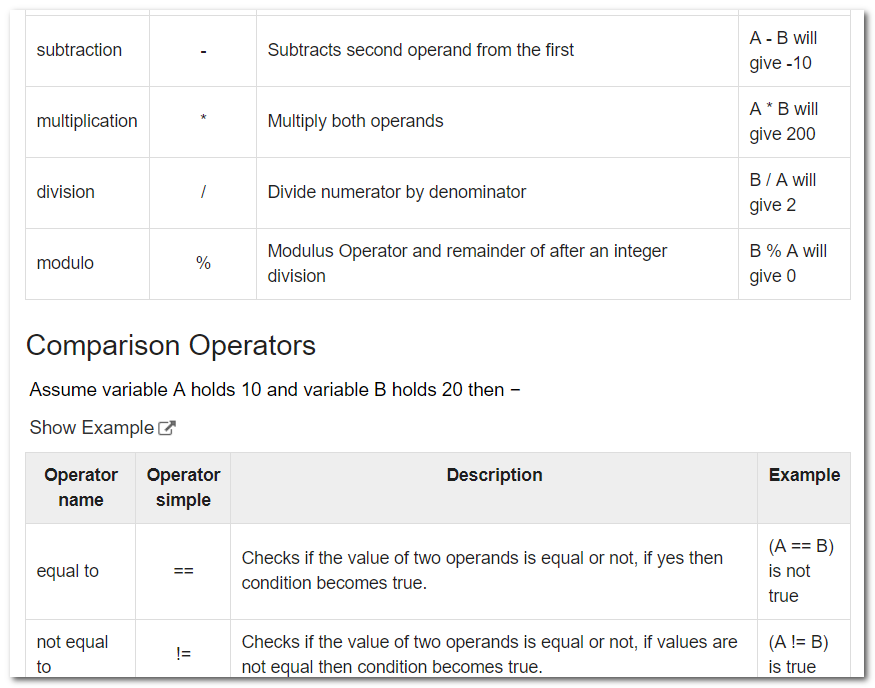 subtraction - Subtracts second operand from the first A - B will
give -10
multiplication * Multiply both operands A * B will
give 200
division / Divide numerator by denominator B / A will
give 2
modulo % Modulus Operator and remainder of after an integer
division B % A will
give 0
Comparison Operators
Assume variable A holds 10 and variable B holds 20 then −
Show Example
Operator
name
Operator
simple
Description
Example
equal to == Checks if the value of two operands is equal or not, if yes then
condition becomes true. (A == B)
is not
true
not equal
to != Checks if the value of two operands is equal or not, if values are
not equal then condition becomes true. (A != B)
is true